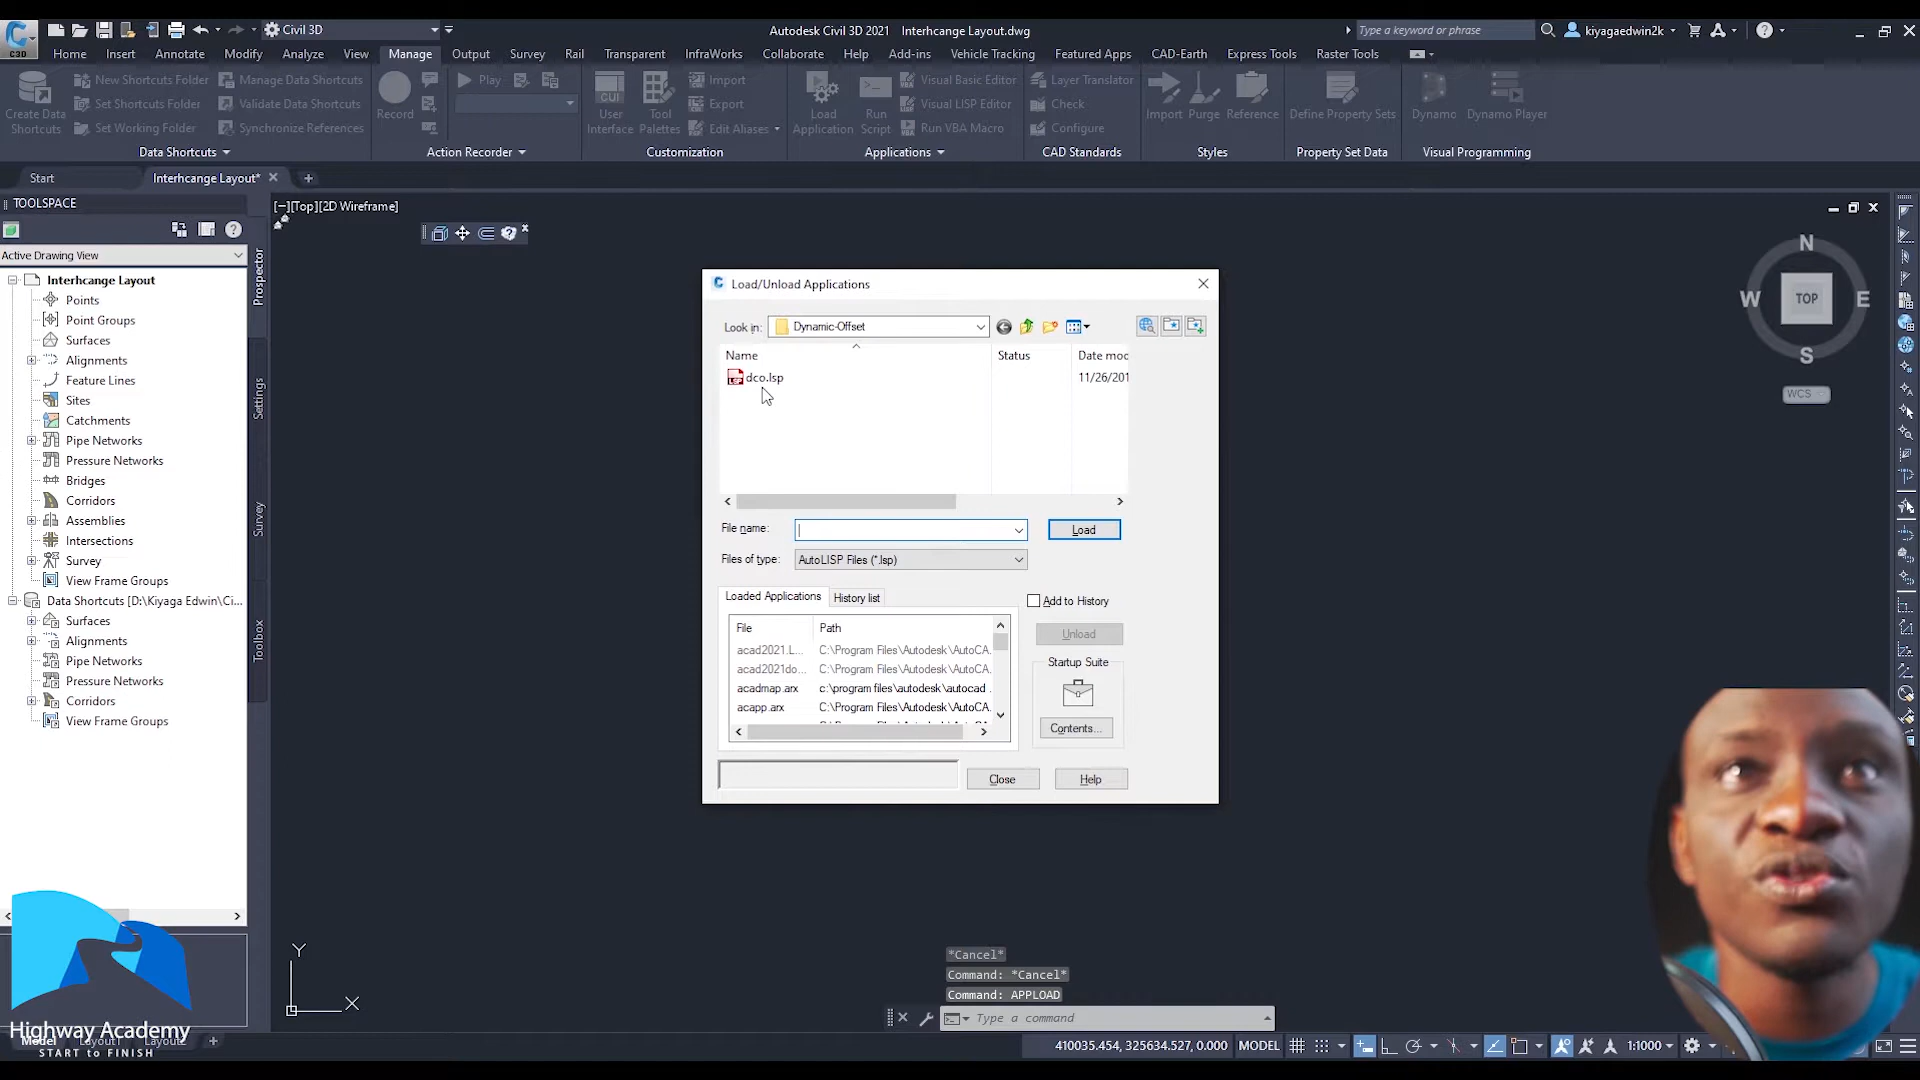 Civil 3D
Autodesk Civil 3D 2021 Interhcange Layout.dwg
Type a keyword or phrase
kiyagaedwin2k
C3D
Home Insert Annotate Modify Analyze View Manage Output Survey Rail Transparent InfraWorks Collaborate Help Add-ins Vehicle Tracking Featured Apps CAD-Earth Express Tools Raster Tools
New Shortcuts Folder Manage Data Shortcuts Play Import Visual Basic Editor Layer Translator
Set Shortcuts Folder Validate Data Shortcuts Export Visual LISP Editor Check
Set Working Folder Synchronize References Edit Aliases Run VBA Macro Configure
Create Data Shortcuts
Record
CUI
User Interface
Tool Palettes
Load Application
Run Script
Import Purge Reference
Define Property Sets
Dynamo Dynamo Player
Data Shortcuts Action Recorder Customization Applications CAD Standards Styles Property Set Data Visual Programming
Start Interhcange Layout*
TOOLSPACE
[−][Top][2D Wireframe]
Active Drawing View
Interhcange Layout
Points
Point Groups
Surfaces
Alignments
Feature Lines
Sites
Catchments
Pipe Networks
Pressure Networks
Bridges
Corridors
Assemblies
Intersections
Survey
View Frame Groups
Data Shortcuts [D:\Kiyaga Edwin\Ci...
Surfaces
Alignments
Pipe Networks
Pressure Networks
Corridors
View Frame Groups
Prospector
Settings
Survey
Toolbox
Load/Unload Applications
Look in: Dynamic-Offset
Name Status Date moc
dco.lsp 11/26/201
File name: Load
Files of type: AutoLISP Files (*.lsp)
Loaded Applications History list Add to History
File Path
acad2021.L... C:\Program Files\Autodesk\AutoCA.
acad2021do... C:\Program Files\Autodesk\AutoCA.
acadmap.arx c:\program files\autodesk\autocad .
acapp.arx C:\Program Files\Autodesk\AutoCA.
Unload
Startup Suite
Contents...
Close Help
N
W TOP E
S
WCS
Y
X
*Cancel*
Command: *Cancel*
Command: APPLOAD
Type a command
Highway Academy
START to FINISH
Model Layout1 Layout2
410035.454, 325634.527, 0.000 MODEL 1:1000